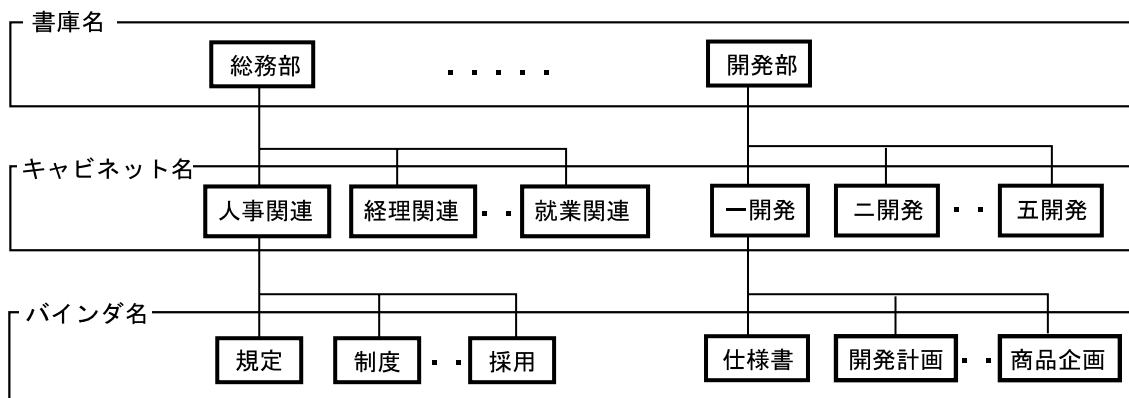 書庫名
総務部 ・・・・・ 開発部
キャビネット名
人事関連 経理関連 ・・ 就業関連 一開発 二開発 ・・ 五開発
バインダ名
規定 制度 ・・ 採用 仕様書 開発計画 ・・ 商品企画